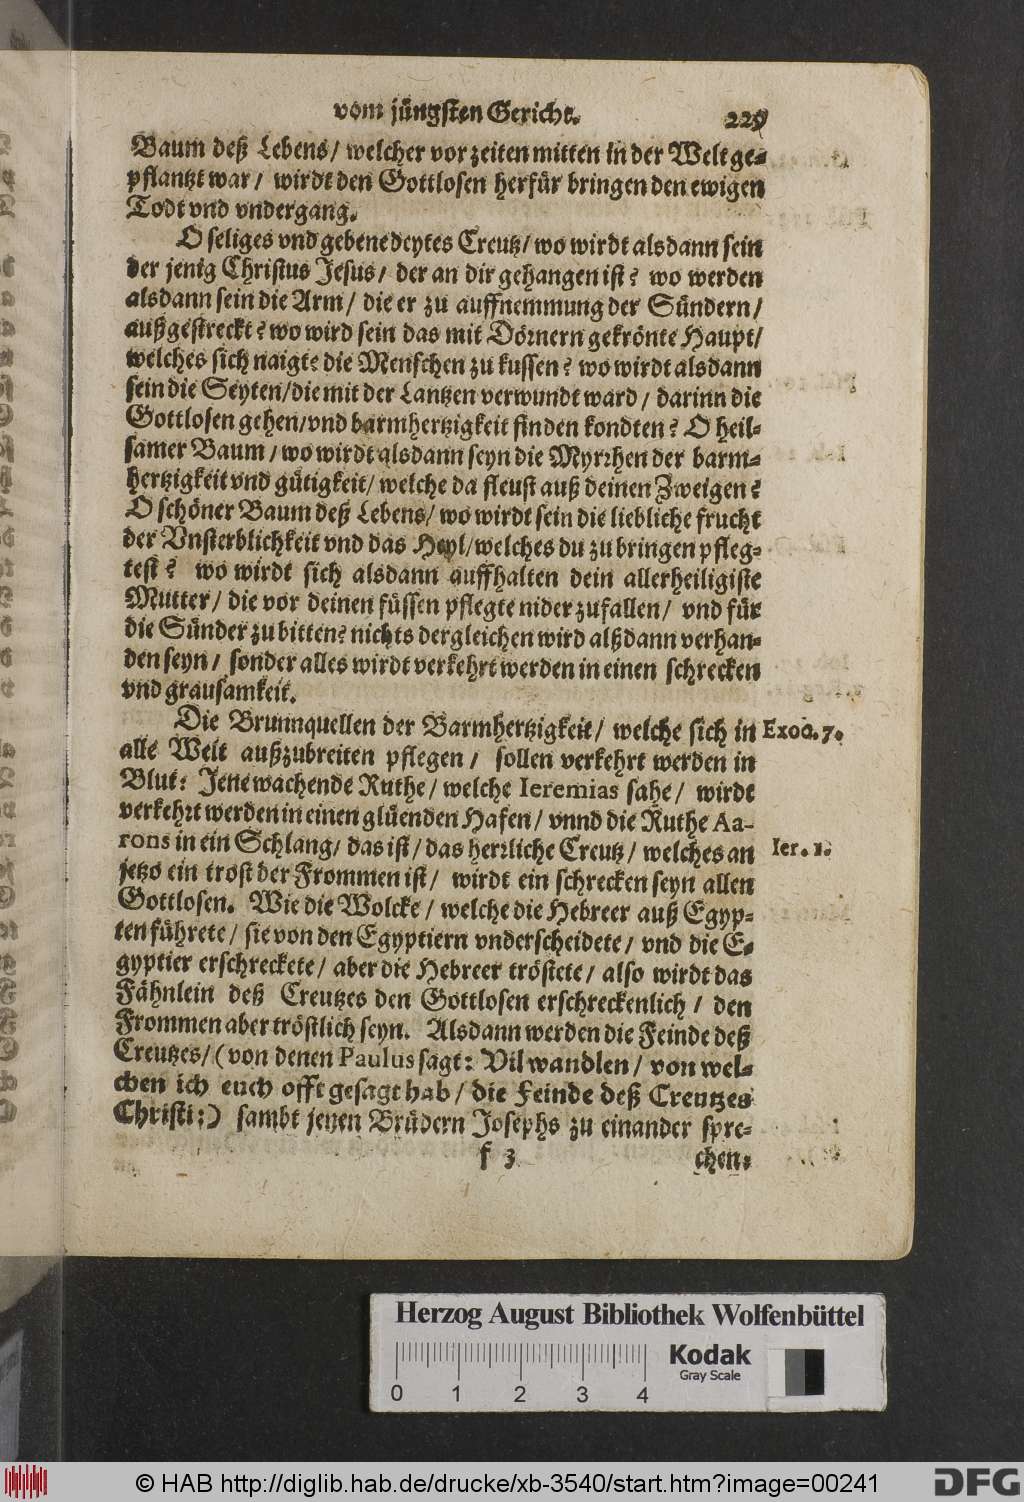 vom jüngsten Gericht.
229
Baum deß Lebens/ welcher vor zeiten mitten in der Welt ge-
pflantzt war/ wirdt den Gottlosen herfür bringen den ewigen
Todt vnd vndergang.
O seliges vnd gebenedeytes Creutz/ wo wirdt alsdann sein
der jenig Christus Jesus/ der an dir gehangen ist? wo werden
alsdann sein die Arm/ die er zu auffnemmung der Sündern/
außgestreckt? wo wird sein das mit Dörnern gekrönte Haupt/
welches sich naigte die Menschen zu kussen? wo wirdt alsdann
sein die Seyten/ die mit der Lantzen verwundt ward/ darinn die
Gottlosen gehen/ vnd barmhertzigkeit finden kondten? O heil-
samer Baum/ wo wirdt alsdann seyn die Myrrhen der barm-
hertzigkeit vnd gütigkeit/ welche da fleust auß deinen Zweigen?
O schöner Baum deß Lebens/ wo wirdt sein die liebliche frucht
der Vnsterblichkeit vnd das Heyl/ welches du zu bringen pfleg-
test? wo wirdt sich alsdann auffhalten dein allerheiligiste
Mutter/ die vor deinen füssen pflegte nider zufallen/ vnd für
die Sünder zu bitten? nichts dergleichen wird alßdann verhan-
den seyn/ sonder alles wirdt verkehrt werden in einen schrecken
vnd grausamkeit.
Die Brunnquellen der Barmhertzigkeit/ welche sich in
Exod. 7.
alle Welt außzubreiten pflegen/ sollen verkehrt werden in
Blut: Jene wachende Ruthe/ welche Ieremias sahe/ wirdt
verkehrt werden in einen glüenden Hafen/ vnnd die Ruthe Aa-
rons in ein Schlang/ das ist/ das herrliche Creutz/ welches an
Ier. 1.
jetzo ein trost der Frommen ist/ wirdt ein schrecken seyn allen
Gottlosen. Wie die Wolcke/ welche die Hebreer auß Egyp-
ten führete/ sie von den Egyptiern vnderscheidete/ vnd die E-
gyptier erschreckete/ aber die Hebreer tröstete/ also wirdt das
Fähnlein deß Creutzes den Gottlosen erschreckenlich/ den
Frommen aber tröstlich seyn. Alsdann werden die Feinde deß
Creutzes/ (von denen Paulus sagt: Vil wandlen/ von wel-
chen ich euch offt gesagt hab/ die Feinde deß Creutzes
Christi:) sambt jenen Brüdern Josephs zu einander spre-
f 3
chen:
Herzog August Bibliothek Wolfenbüttel
Kodak
Gray Scale
0 1 2 3 4
© HAB http://diglib.hab.de/drucke/xb-3540/start.htm?image=00241
DFG